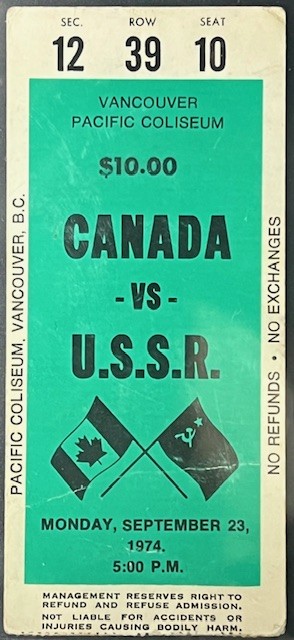 SEC. ROW SEAT
12 39 10
VANCOUVER
PACIFIC COLISEUM
$10.00
CANADA
- VS -
U.S.S.R.
MONDAY, SEPTEMBER 23,
1974.
5:00 P.M.
PACIFIC COLISEUM, VANCOUVER, B.C.
NO REFUNDS • NO EXCHANGES
MANAGEMENT RESERVES RIGHT TO
REFUND AND REFUSE ADMISSION.
NOT LIABLE FOR ACCIDENTS OR
INJURIES CAUSING BODILY HARM.